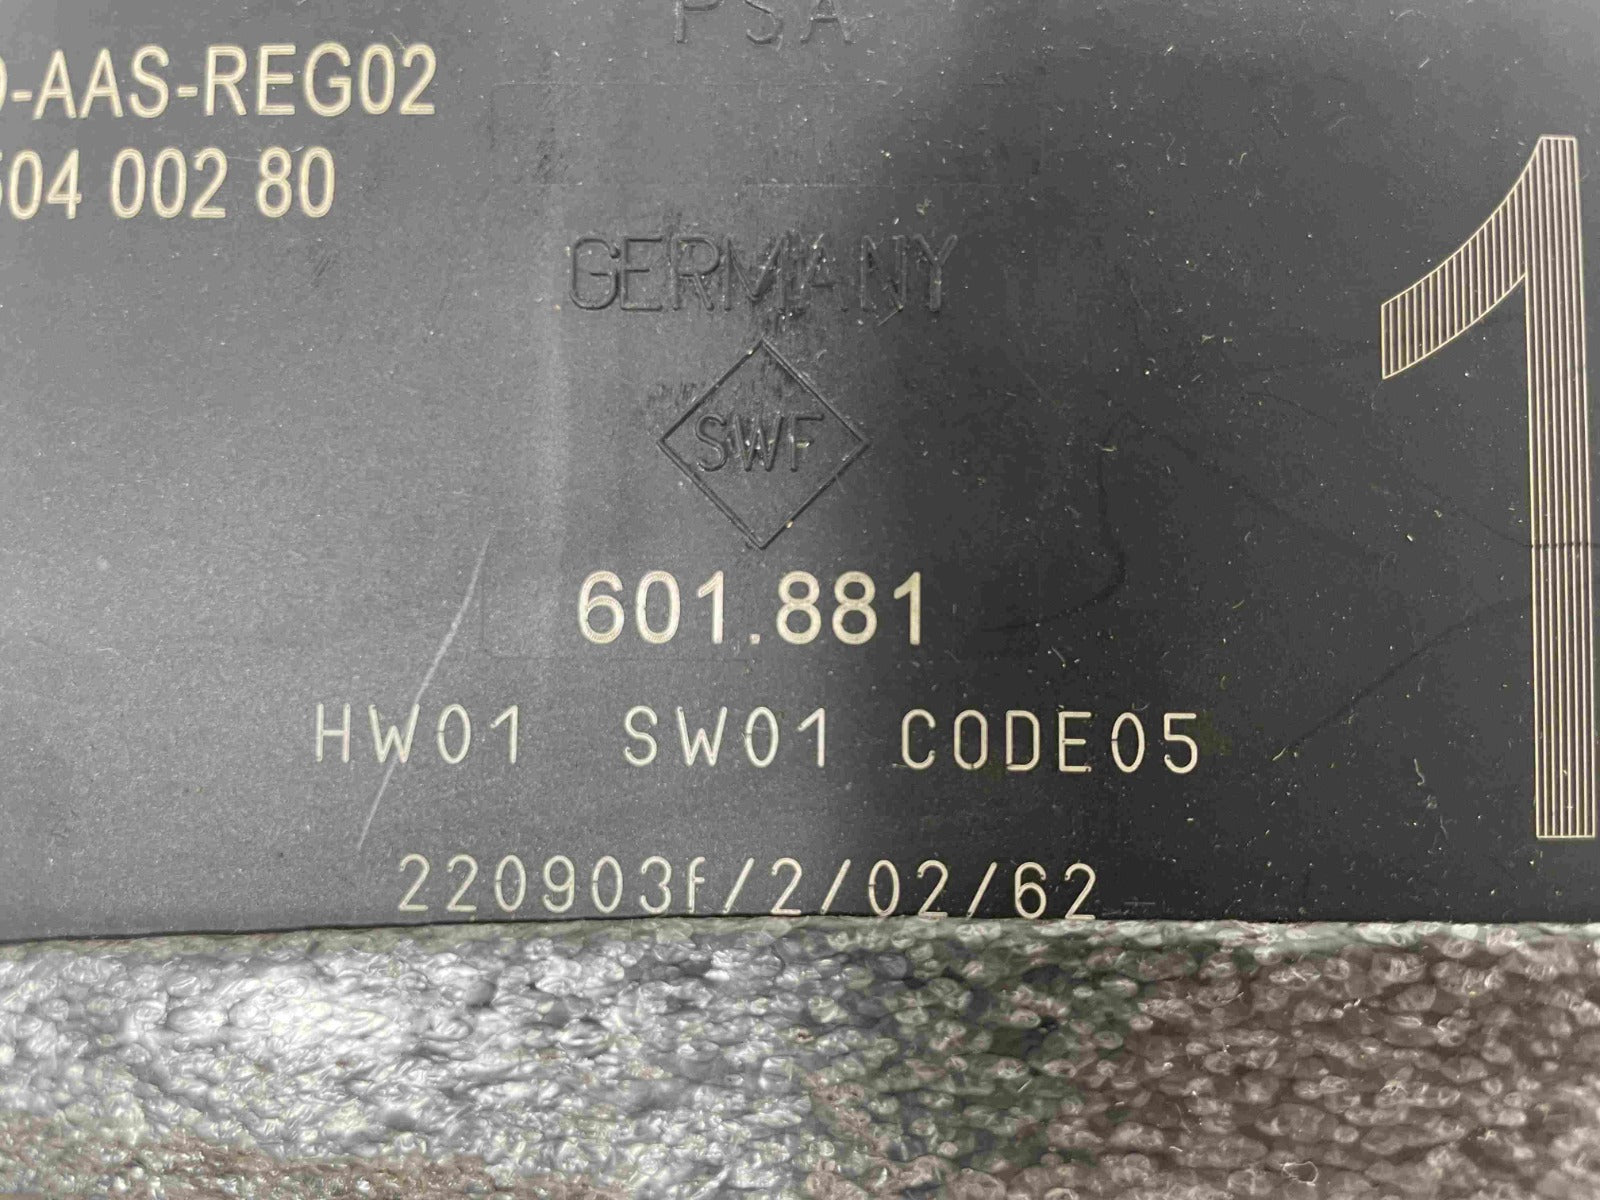 PSA
-AAS-REG02
504 002 80
GERMANY
SWF
1
601.881
HW01 SW01 CODE05
220903f/2/02/62